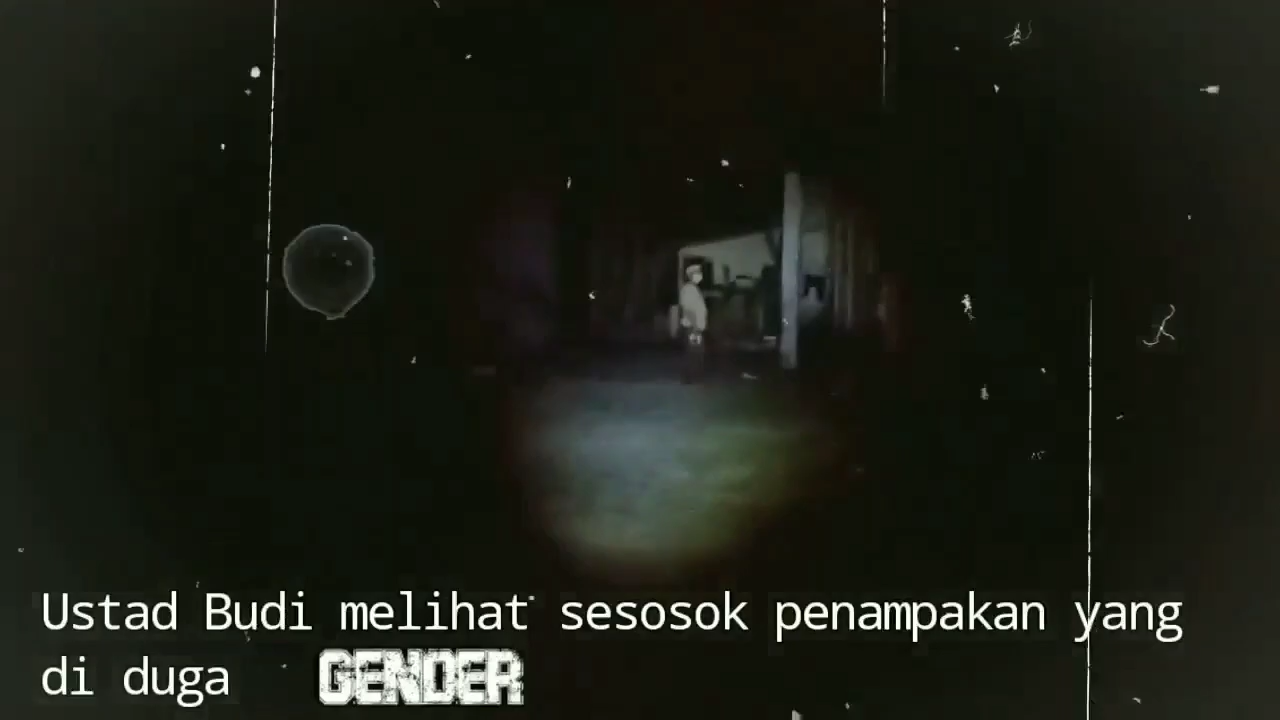 Ustad Budi melihat sesosok penampakan yang
di duga GENDER